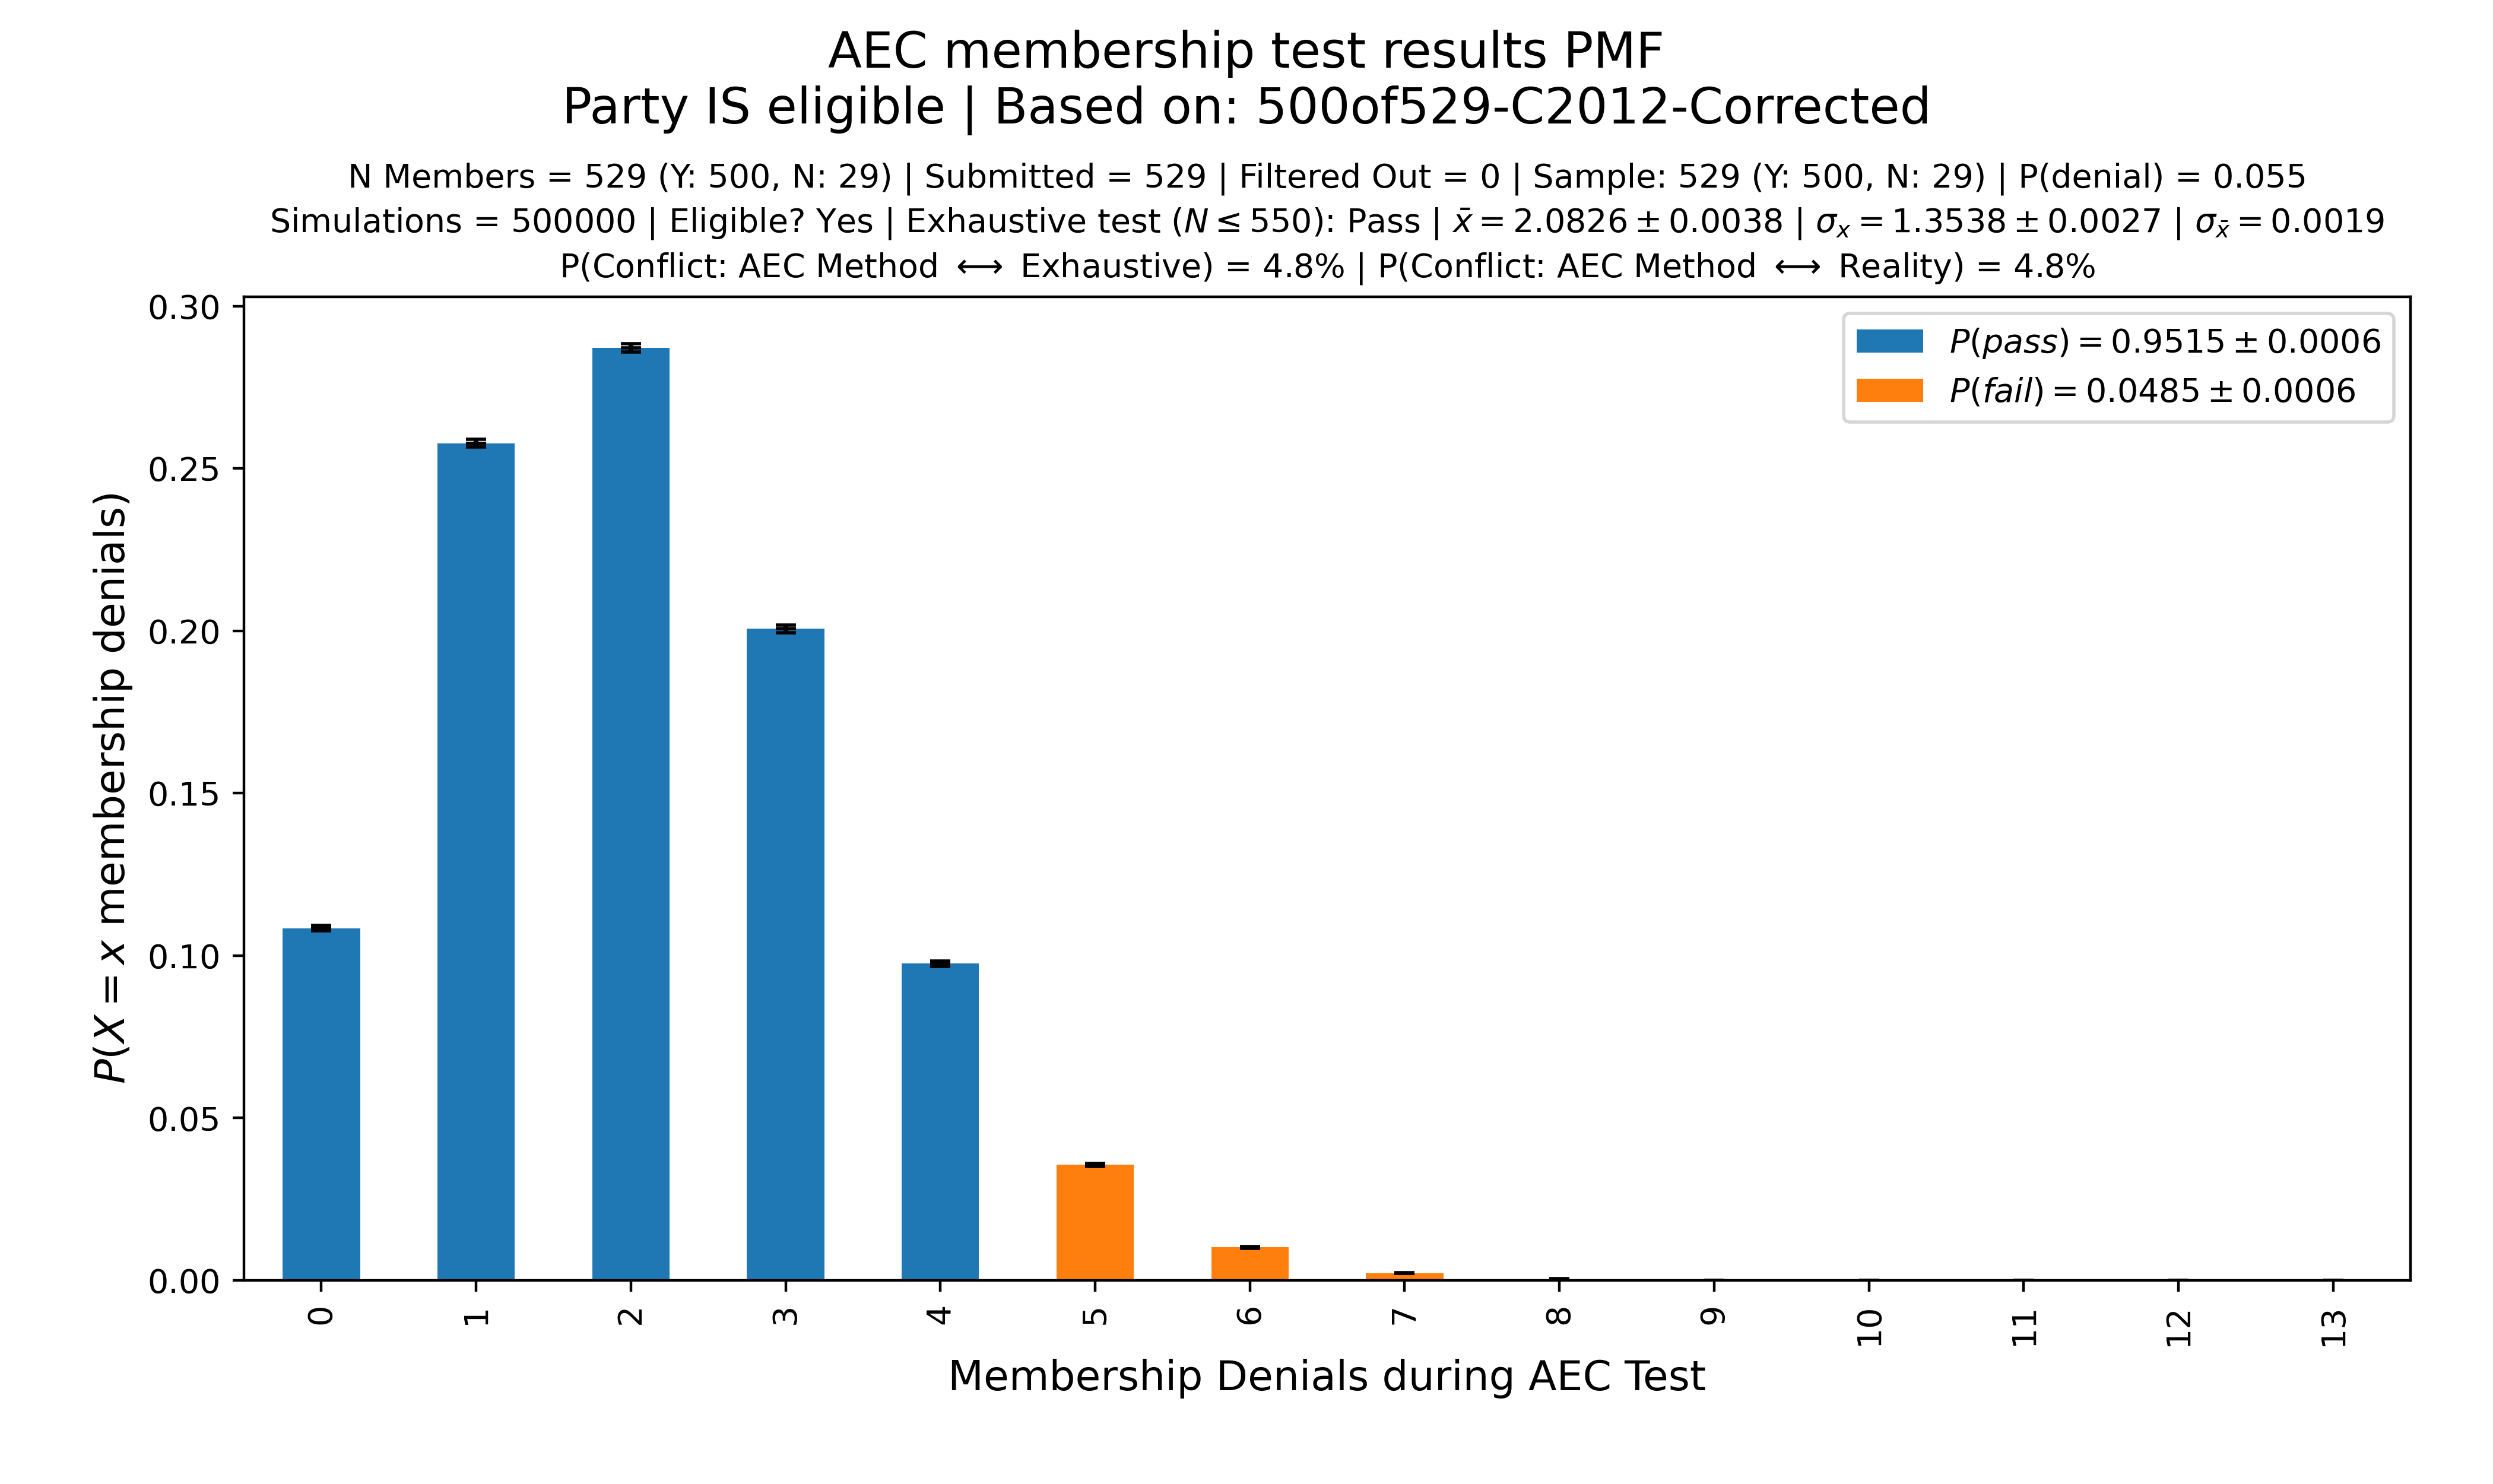 AEC membership test results PMF
Party IS eligible | Based on: 500of529-C2012-Corrected
N Members = 529 (Y: 500, N: 29) | Submitted = 529 | Filtered Out = 0 | Sample: 529 (Y: 500, N: 29) | P(denial) = 0.055
Simulations = 500000 | Eligible? Yes | Exhaustive test (N ≤ 550): Pass | x̄ = 2.0826 ± 0.0038 | σₓ = 1.3538 ± 0.0027 | σ_x̄ = 0.0019
P(Conflict: AEC Method ⟷ Exhaustive) = 4.8% | P(Conflict: AEC Method ⟷ Reality) = 4.8%
P(pass) = 0.9515 ± 0.0006
P(fail) = 0.0485 ± 0.0006
P(X = x membership denials)
0.30
0.25
0.20
0.15
0.10
0.05
0.00
0 1 2 3 4 5 6 7 8 9 10 11 12 13
Membership Denials during AEC Test